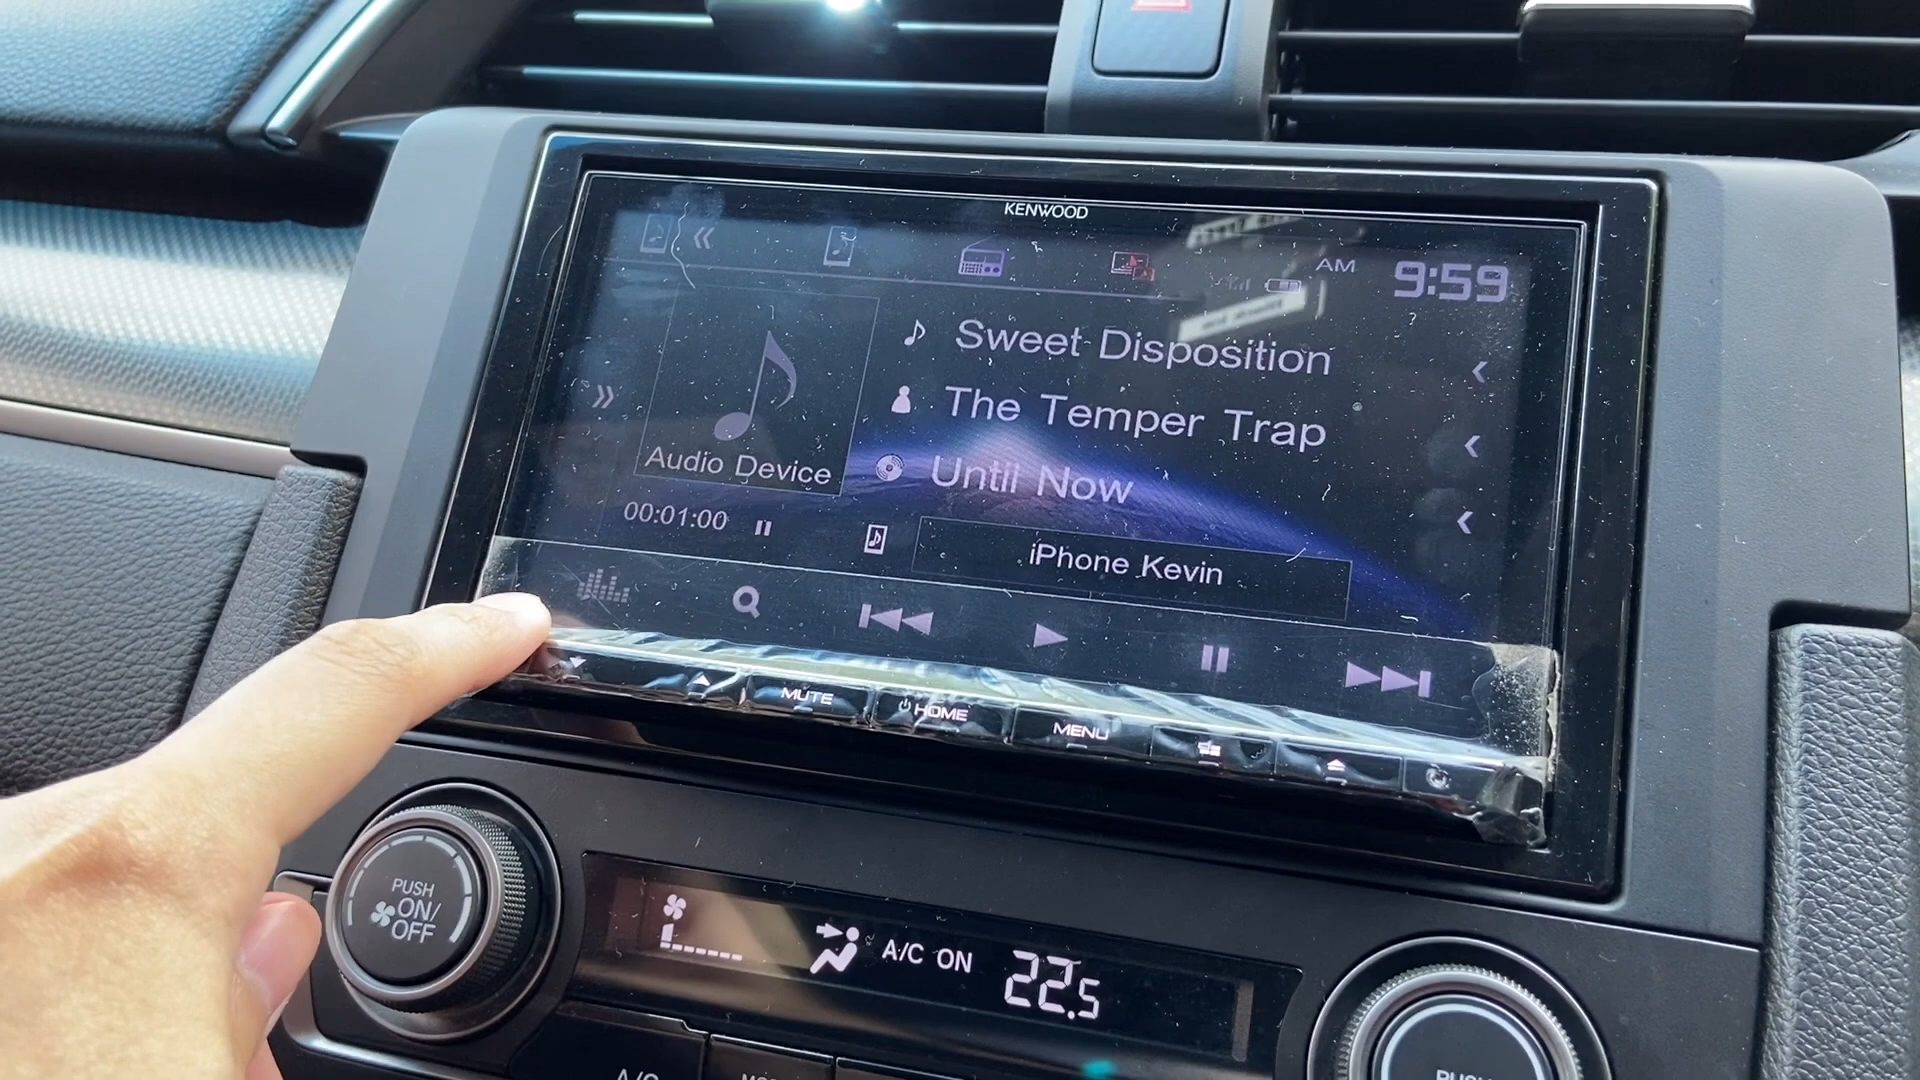 KENWOOD
AM 9:59
Sweet Disposition
The Temper Trap
Until Now
Audio Device
00:01:00
iPhone Kevin
MUTE
HOME
MENU
PUSH
ON/
OFF
A/C ON
22.5
A/C
PUSH